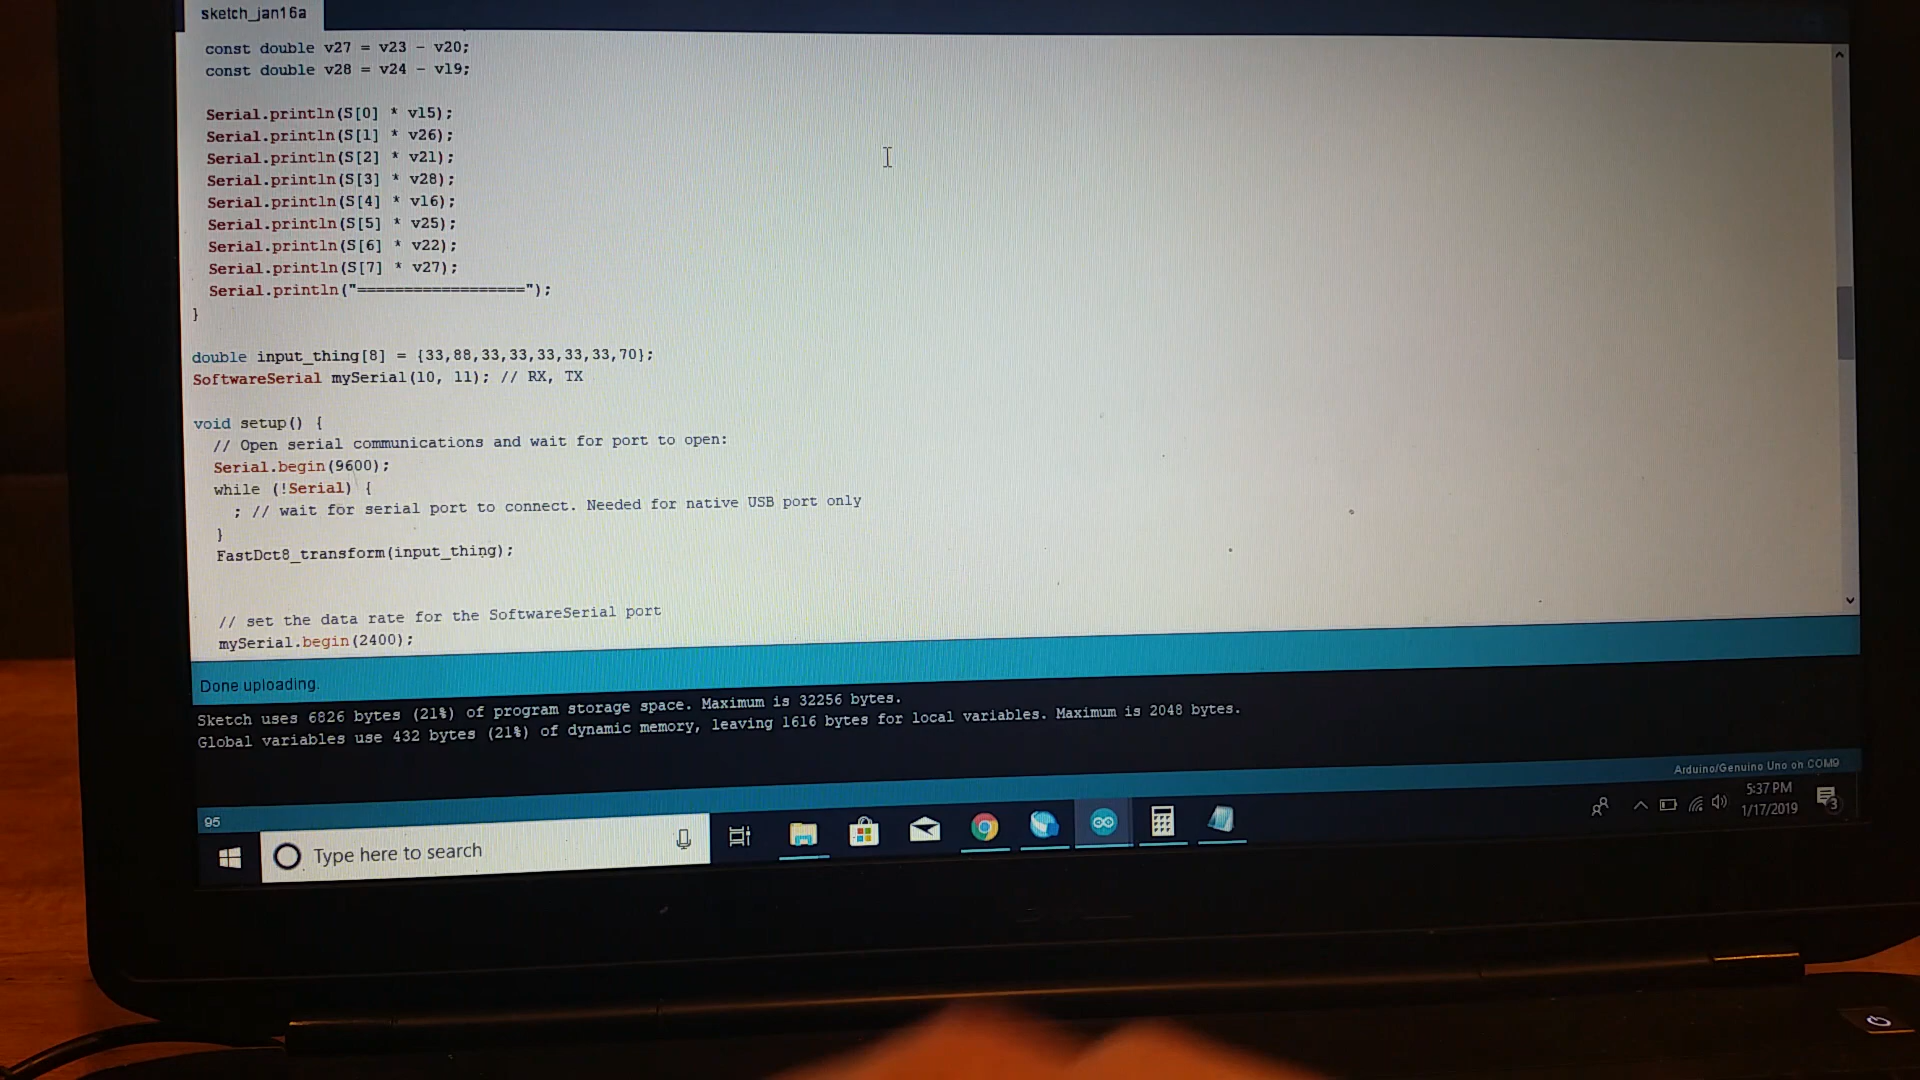 sketch_jan16a
const double v27 = v23 - v20;
const double v28 = v24 - v19;
Serial.println(S[0] * v15);
Serial.println(S[1] * v26);
Serial.println(S[2] * v21);
Serial.println(S[3] * v28);
Serial.println(S[4] * v16);
Serial.println(S[5] * v25);
Serial.println(S[6] * v22);
Serial.println(S[7] * v27);
Serial.println("==================");
}
double input_thing[8] = {33,88,33,33,33,33,33,70};
SoftwareSerial mySerial(10, 11); // RX, TX
void setup() {
// Open serial communications and wait for port to open:
Serial.begin(9600);
while (!Serial) {
; // wait for serial port to connect. Needed for native USB port only
}
FastDct8_transform(input_thing);
// set the data rate for the SoftwareSerial port
mySerial.begin(2400);
Done uploading.
Sketch uses 6826 bytes (21%) of program storage space. Maximum is 32256 bytes.
Global variables use 432 bytes (21%) of dynamic memory, leaving 1616 bytes for local variables. Maximum is 2048 bytes.
95
Arduino/Genuino Uno on COM9
Type here to search
5:37 PM
1/17/2019
3